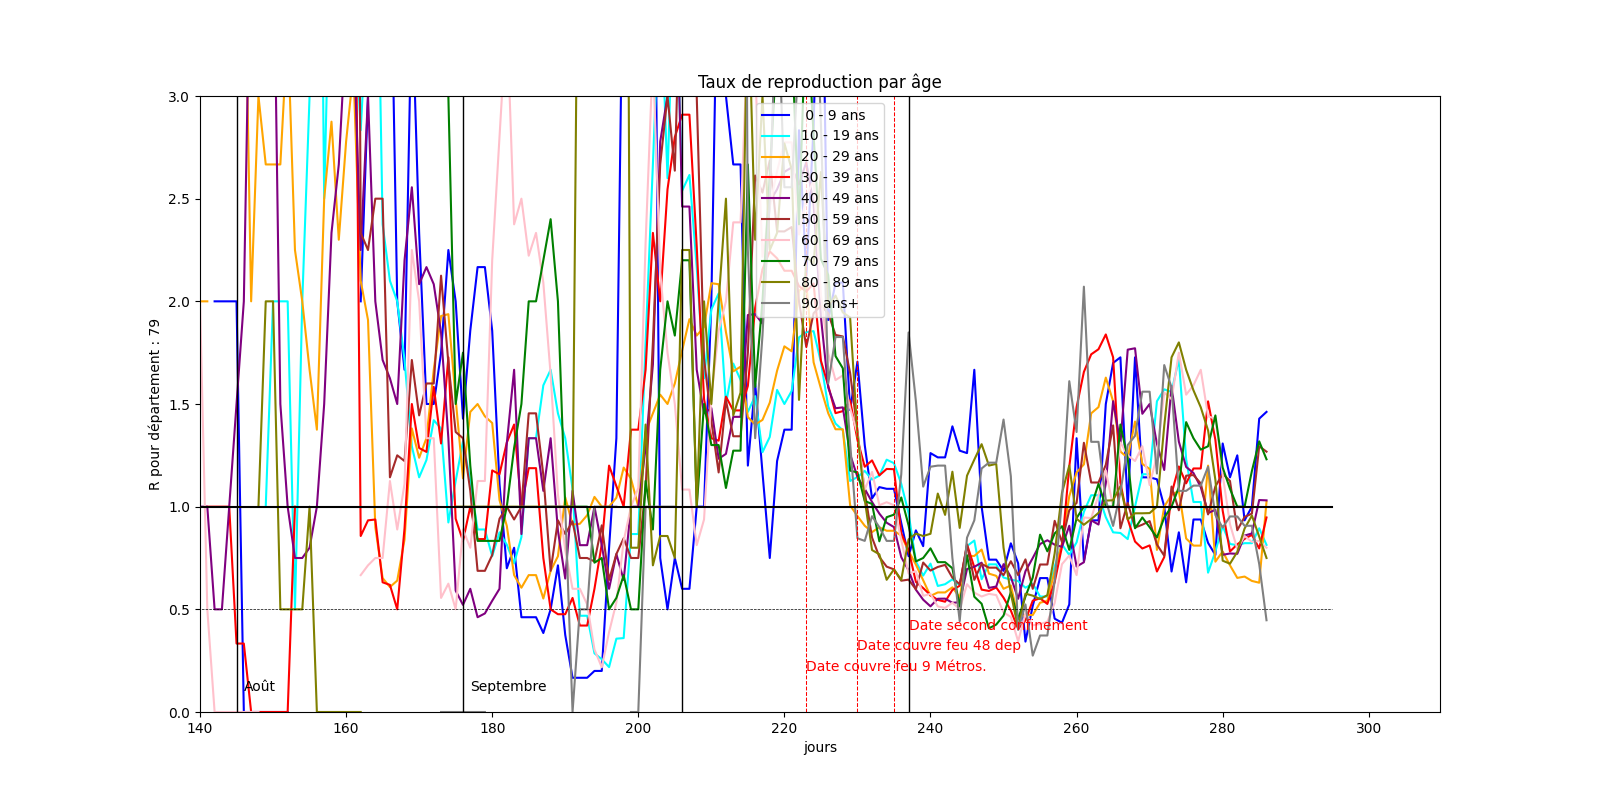 Taux de reproduction par âge
R pour département : 79
3.0
2.5
2.0
1.5
1.0
0.5
0.0
0 - 9 ans
10 - 19 ans
20 - 29 ans
30 - 39 ans
40 - 49 ans
50 - 59 ans
60 - 69 ans
70 - 79 ans
80 - 89 ans
90 ans+
Date second confinement
Date couvre feu 48 dep
Date couvre feu 9 Métros.
Août
Septembre
140
160
180
200
220
240
260
280
300
jours